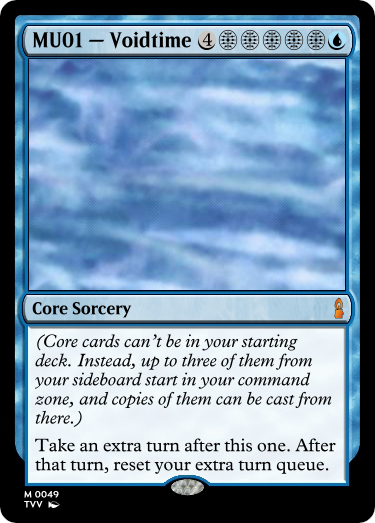 MU01 — Voidtime 4
Core Sorcery
(Core cards can't be in your starting
deck. Instead, up to three of them from
your sideboard start in your command
zone, and copies of them can be cast from
there.)
Take an extra turn after this one. After
that turn, reset your extra turn queue.
M 0049
TVV